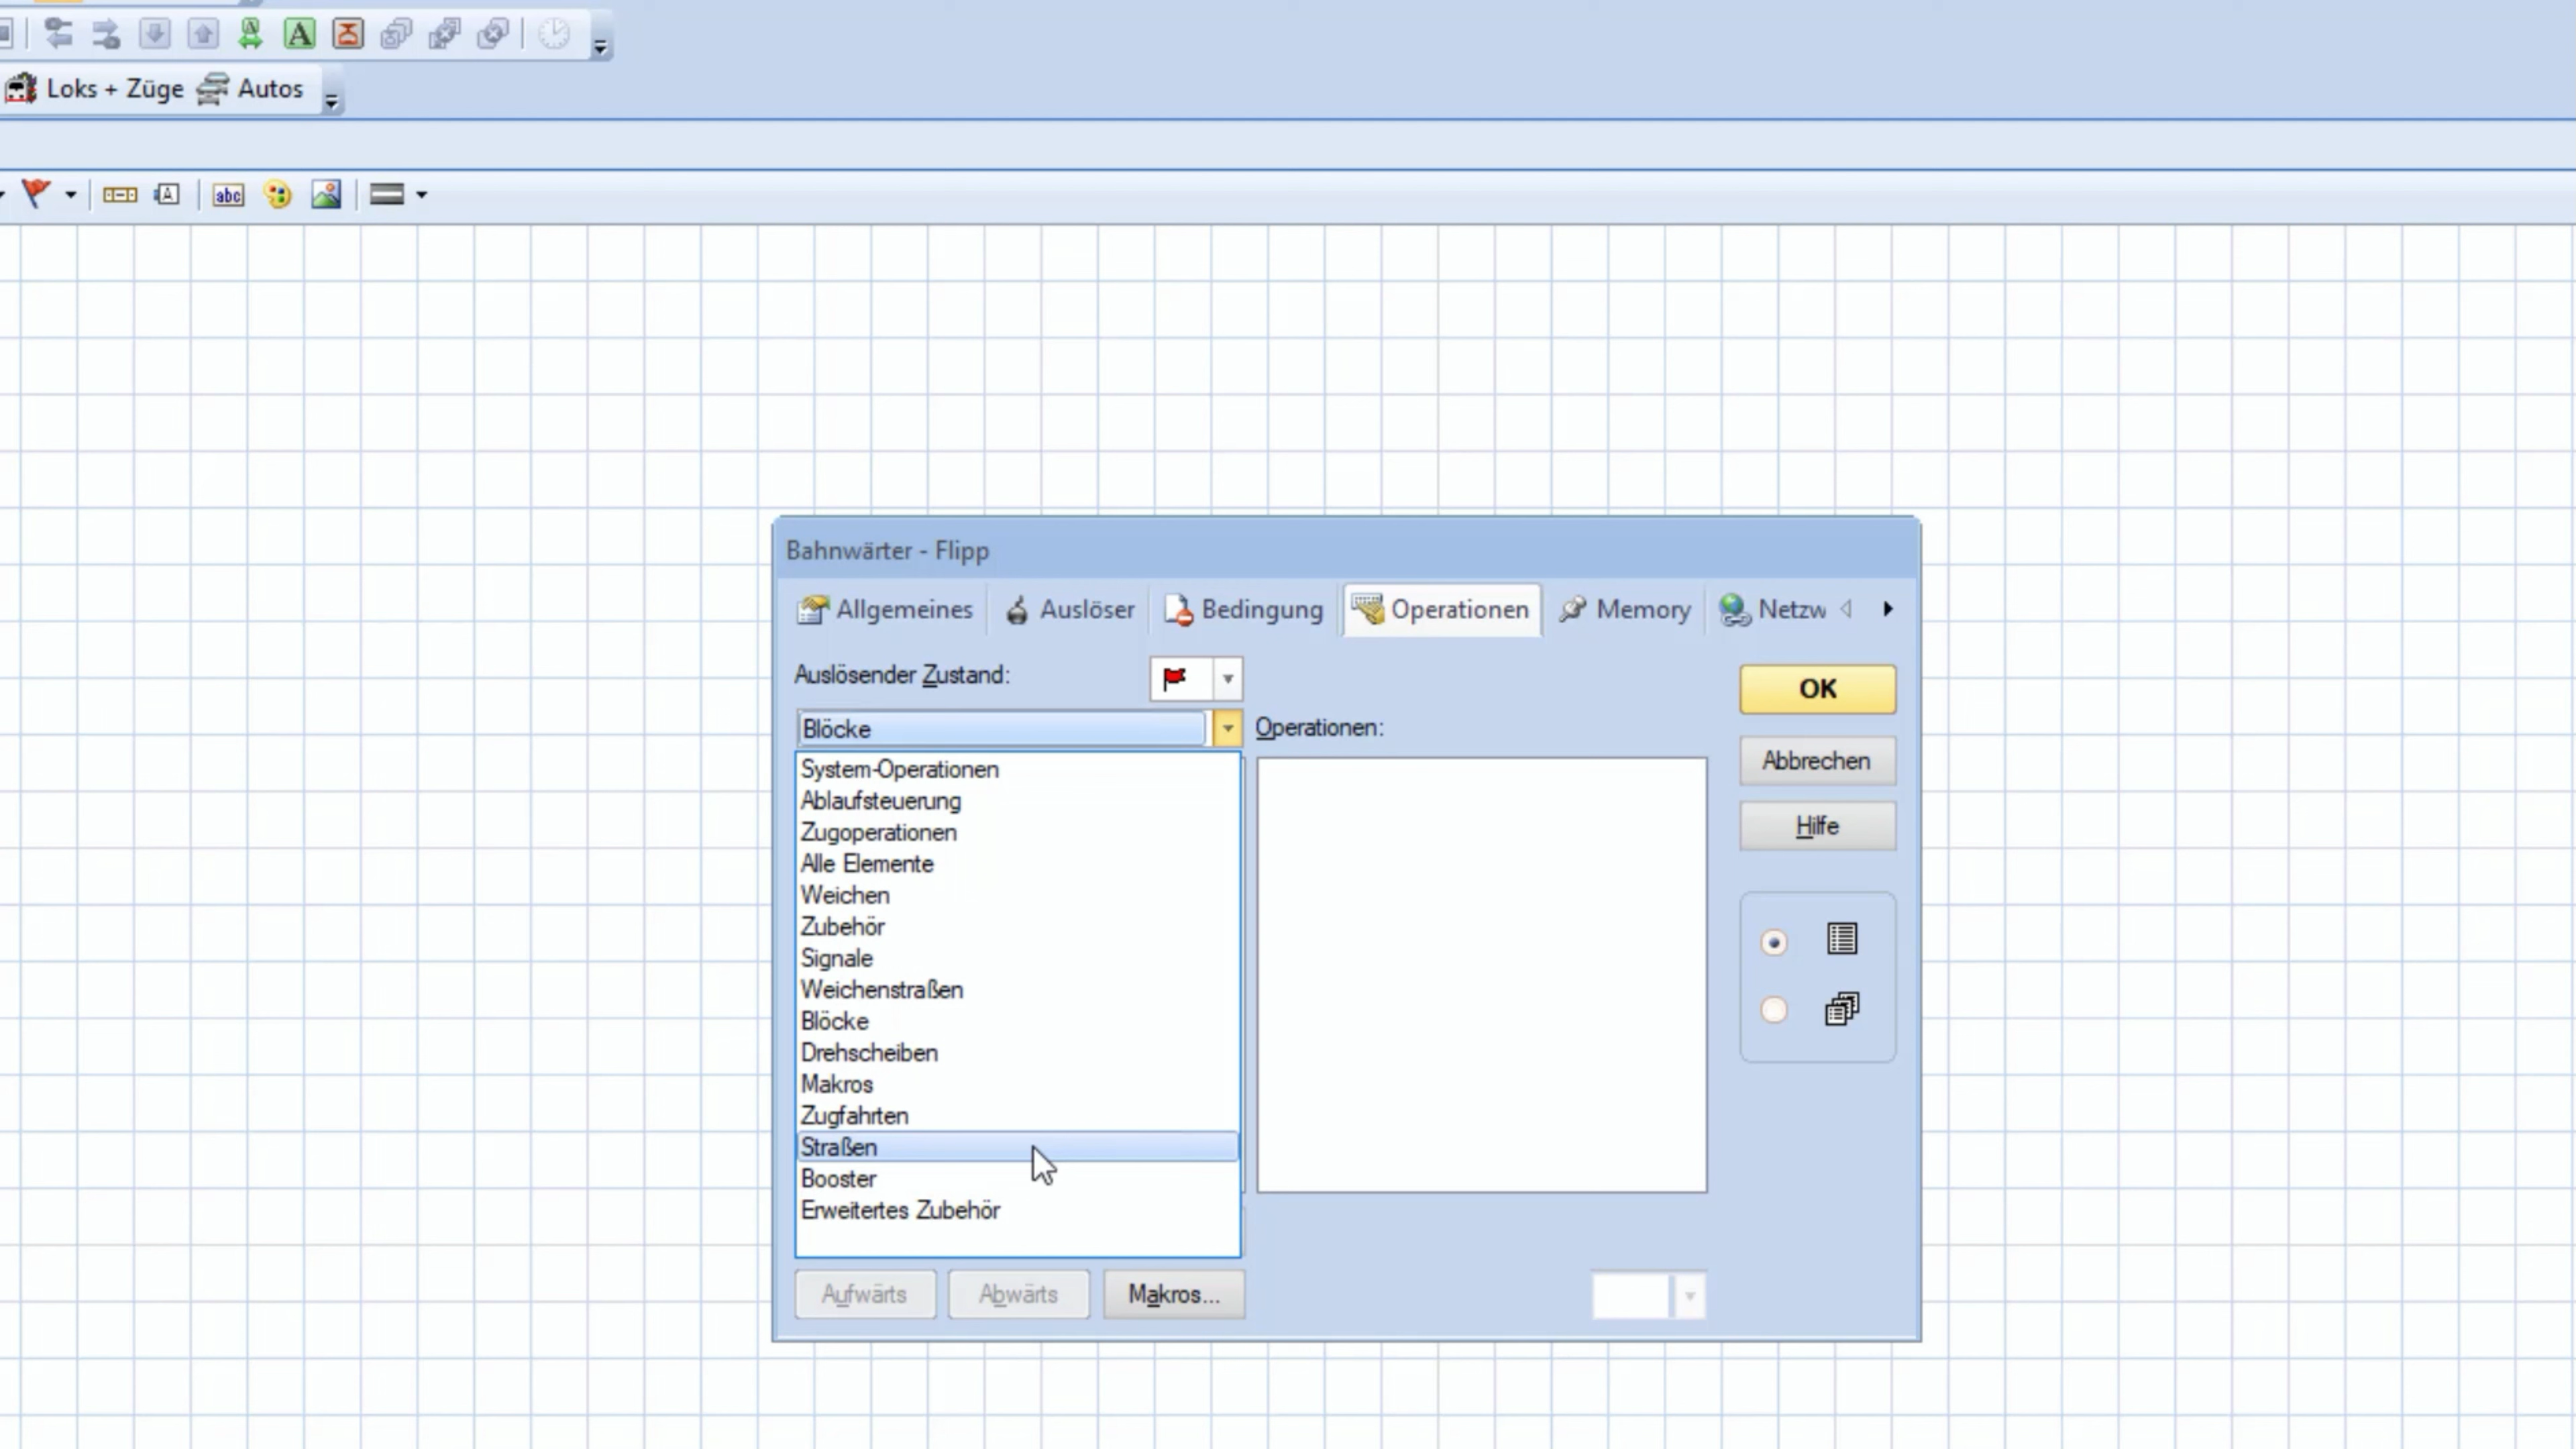 A
Loks + Züge Autos
A abc
Bahnwärter - Flipp
Allgemeines Auslöser Bedingung Operationen Memory Netzw
Auslösender Zustand:
OK
Blöcke Operationen:
Abbrechen
System-Operationen
Ablaufsteuerung
Zugoperationen
Hilfe
Alle Elemente
Weichen
Zubehör
Signale
Weichenstraßen
Blöcke
Drehscheiben
Makros
Zugfahrten
Straßen
Booster
Erweitertes Zubehör
Aufwärts Abwärts Makros...